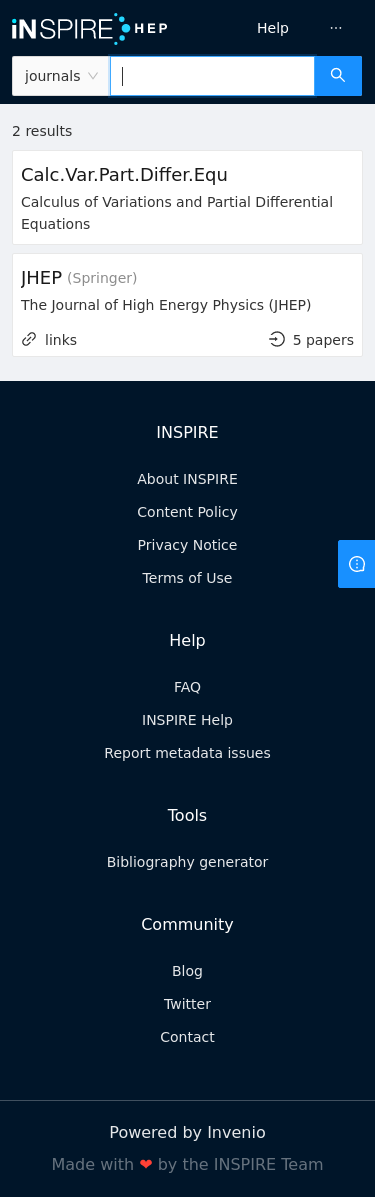 iNSPIRE HEP
Help
···
journals
2 results
Calc.Var.Part.Differ.Equ
Calculus of Variations and Partial Differential
Equations
JHEP (Springer)
The Journal of High Energy Physics (JHEP)
links
5 papers
INSPIRE
About INSPIRE
Content Policy
Privacy Notice
Terms of Use
Help
FAQ
INSPIRE Help
Report metadata issues
Tools
Bibliography generator
Community
Blog
Twitter
Contact
Powered by Invenio
Made with ❤ by the INSPIRE Team